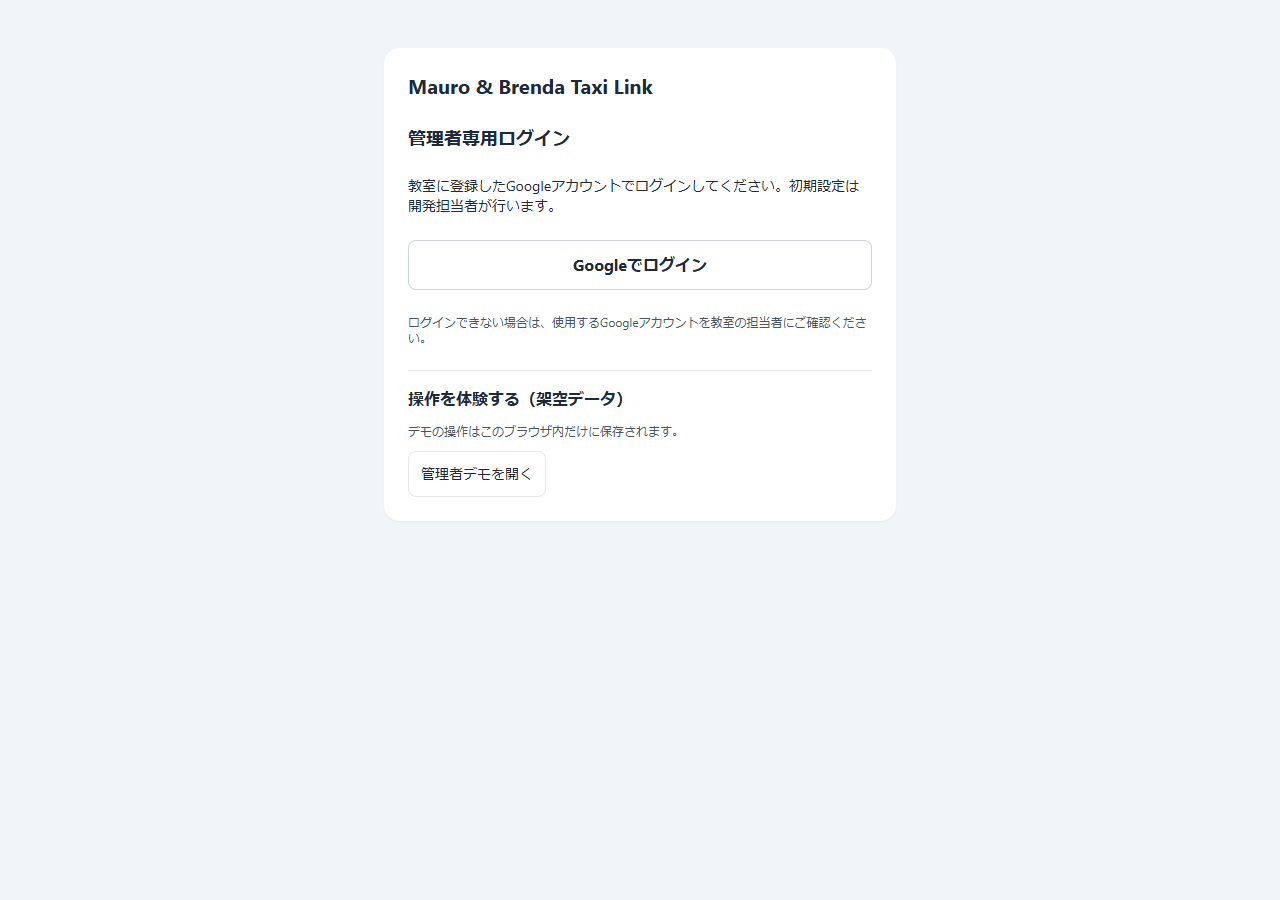 Mauro & Brenda Taxi Link
管理者専用ログイン
教室に登録したGoogleアカウントでログインしてください。初期設定は
開発担当者が行います。
Googleでログイン
ログインできない場合は、使用するGoogleアカウントを教室の担当者にご確認くださ
い。
操作を体験する（架空データ）
デモの操作はこのブラウザ内だけに保存されます。
管理者デモを開く